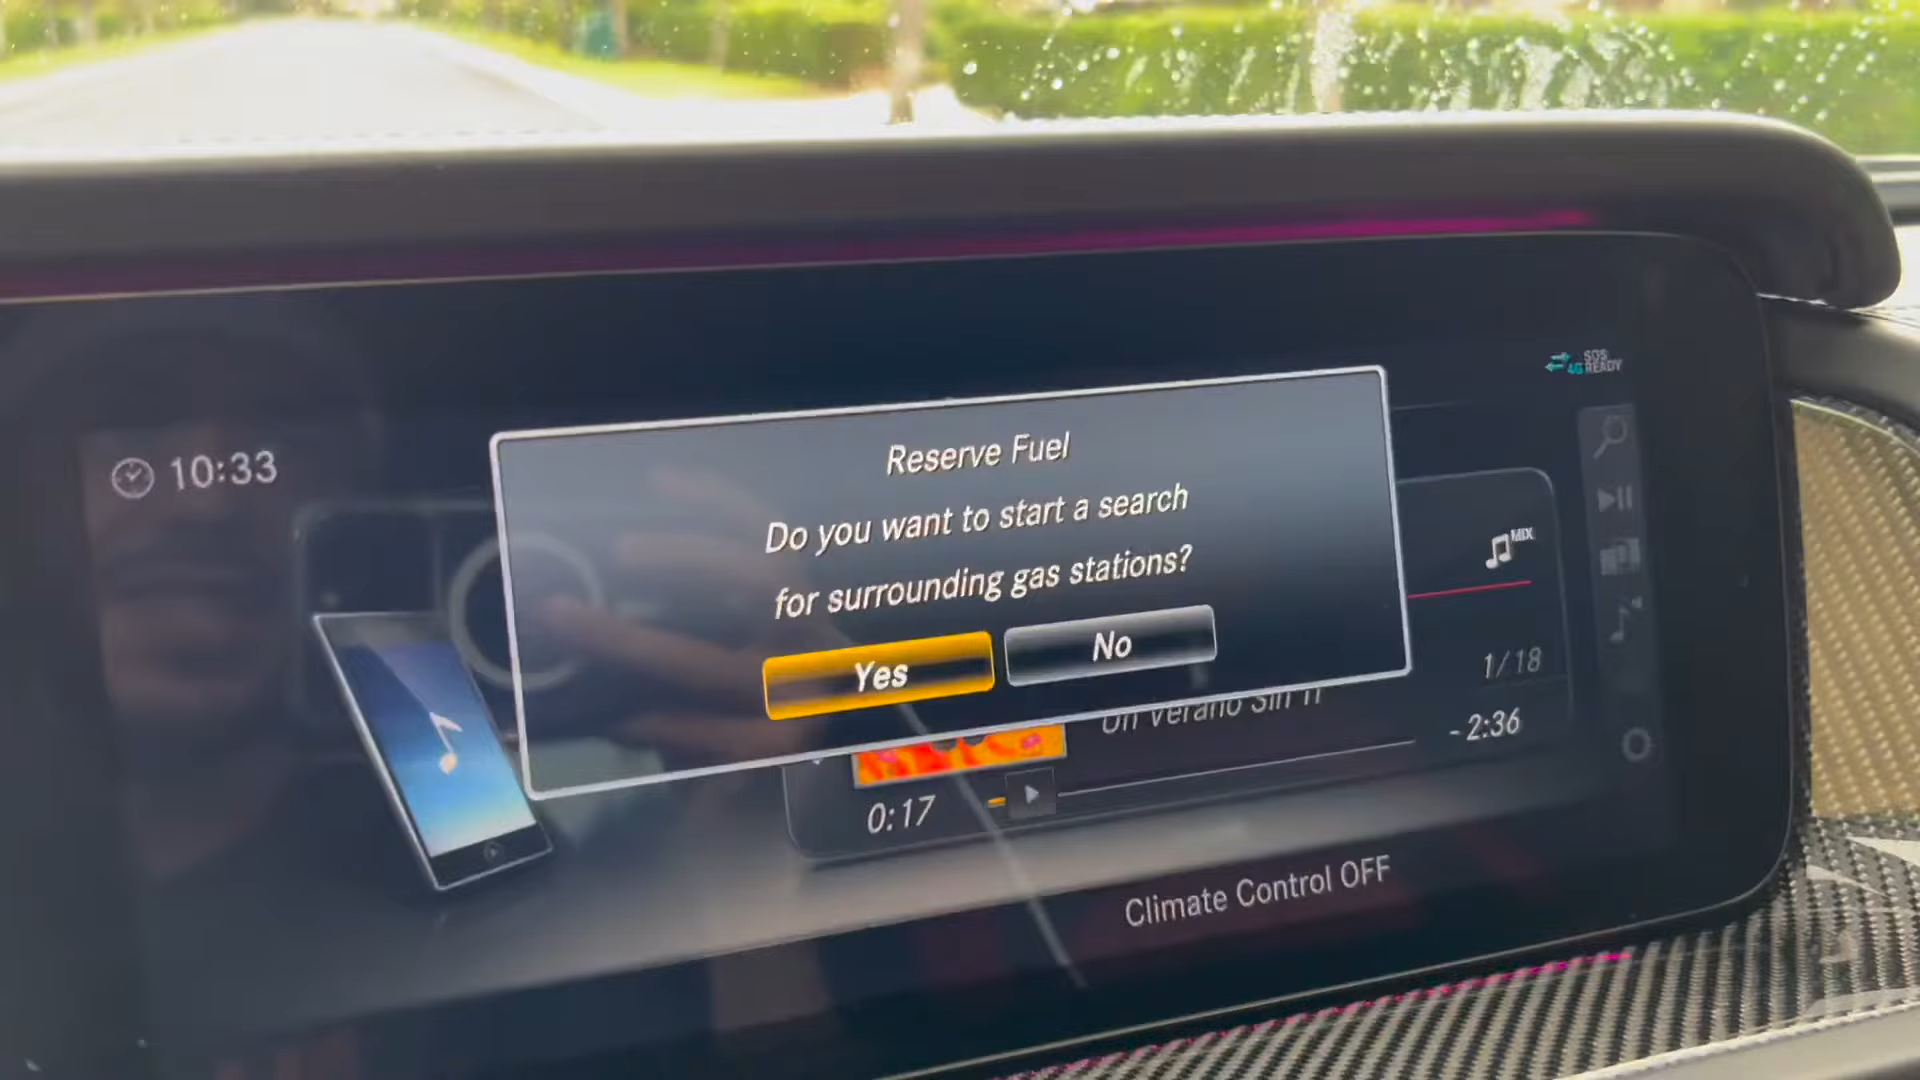 4G SOS READY
10:33
Reserve Fuel
Do you want to start a search
for surrounding gas stations?
Yes
No
MIX
1/18
Un Verano Sin Ti
0:17
-2:36
Climate Control OFF